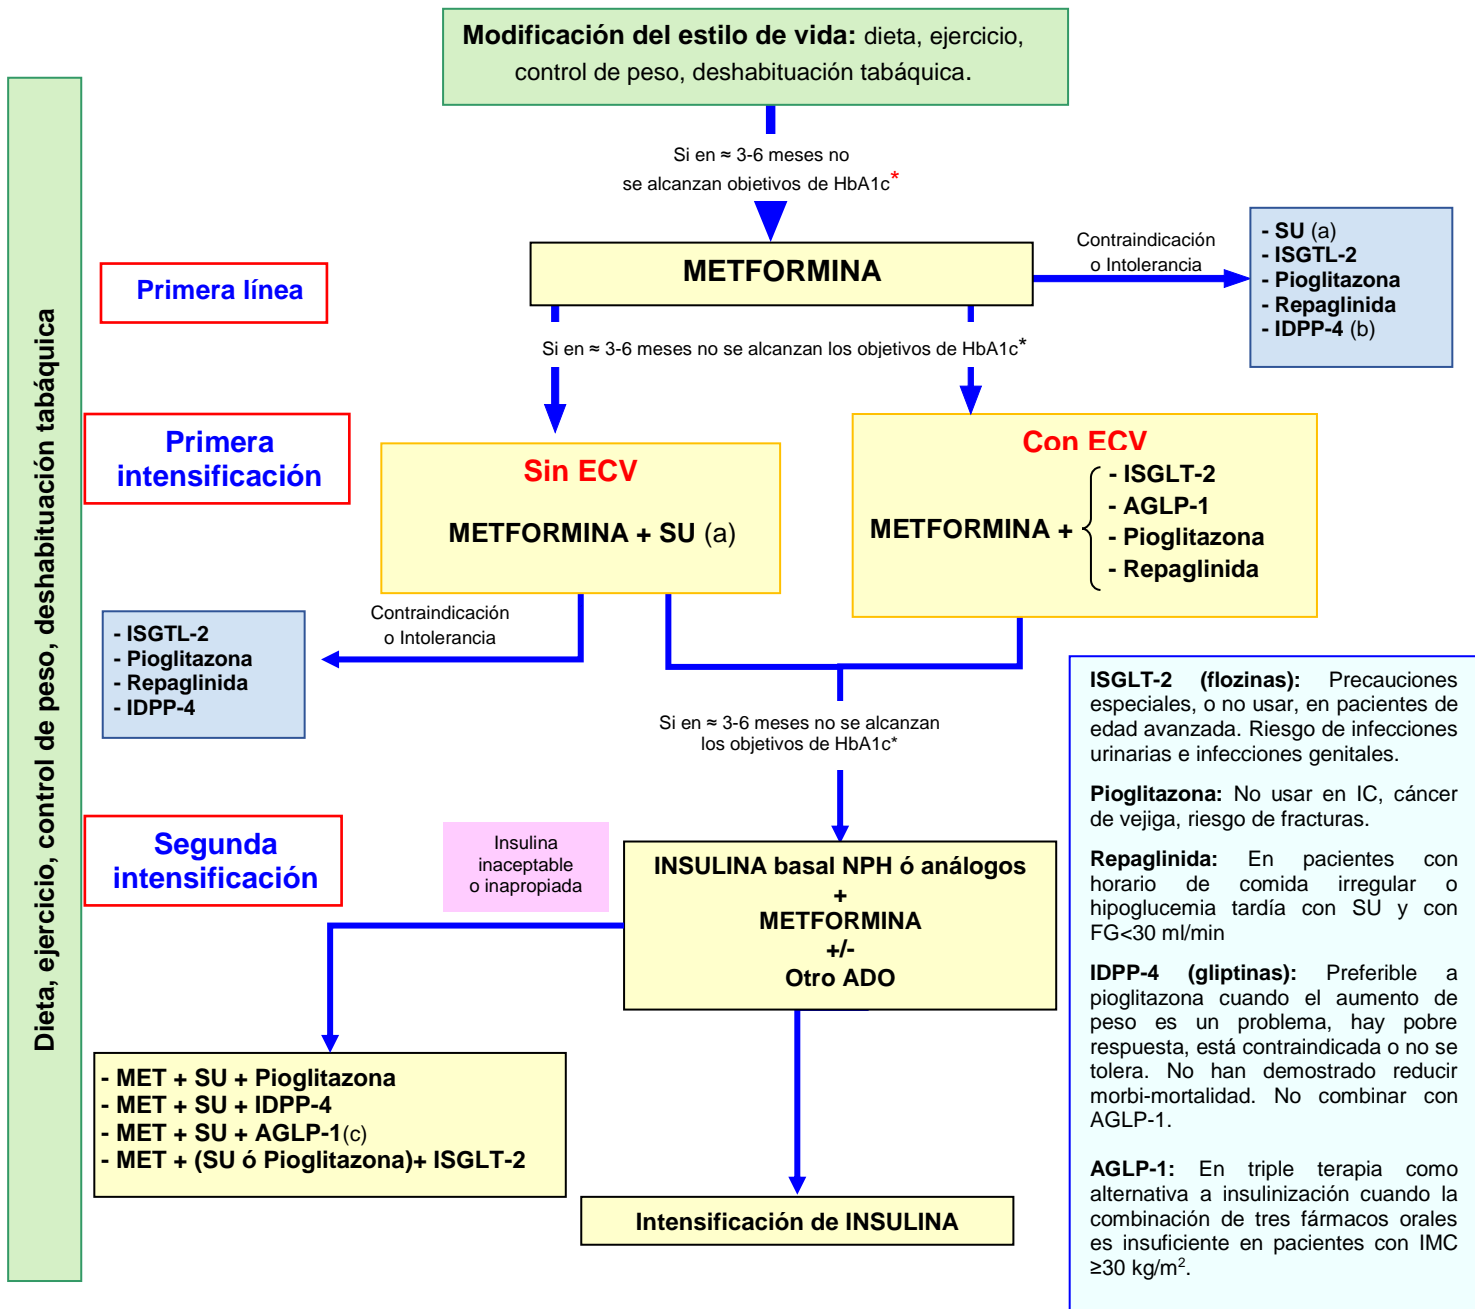 Modificación del estilo de vida: dieta, ejercicio,
control de peso, deshabituación tabáquica.
Dieta, ejercicio, control de peso, deshabituación tabáquica
Si en ≈ 3-6 meses no
se alcanzan objetivos de HbA1c*
Primera línea
METFORMINA
Contraindicación
o Intolerancia
- SU (a)
- ISGTL-2
- Pioglitazona
- Repaglinida
- IDPP-4 (b)
Si en ≈ 3-6 meses no se alcanzan los objetivos de HbA1c*
Primera
intensificación
Sin ECV
METFORMINA + SU (a)
Con ECV
METFORMINA +
- ISGLT-2
- AGLP-1
- Pioglitazona
- Repaglinida
Contraindicación
o Intolerancia
- ISGTL-2
- Pioglitazona
- Repaglinida
- IDPP-4
Si en ≈ 3-6 meses no se alcanzan
los objetivos de HbA1c*
Segunda
intensificación
Insulina
inaceptable
o inapropiada
INSULINA basal NPH ó análogos
+
METFORMINA
+/-
Otro ADO
- MET + SU + Pioglitazona
- MET + SU + IDPP-4
- MET + SU + AGLP-1(c)
- MET + (SU ó Pioglitazona)+ ISGLT-2
Intensificación de INSULINA
ISGLT-2 (flozinas): Precauciones
especiales, o no usar, en pacientes de
edad avanzada. Riesgo de infecciones
urinarias e infecciones genitales.
Pioglitazona: No usar en IC, cáncer
de vejiga, riesgo de fracturas.
Repaglinida: En pacientes con
horario de comida irregular o
hipoglucemia tardía con SU y con
FG<30 ml/min
IDPP-4 (gliptinas): Preferible a
pioglitazona cuando el aumento de
peso es un problema, hay pobre
respuesta, está contraindicada o no se
tolera. No han demostrado reducir
morbi-mortalidad. No combinar con
AGLP-1.
AGLP-1: En triple terapia como
alternativa a insulinización cuando la
combinación de tres fármacos orales
es insuficiente en pacientes con IMC
≥30 kg/m².